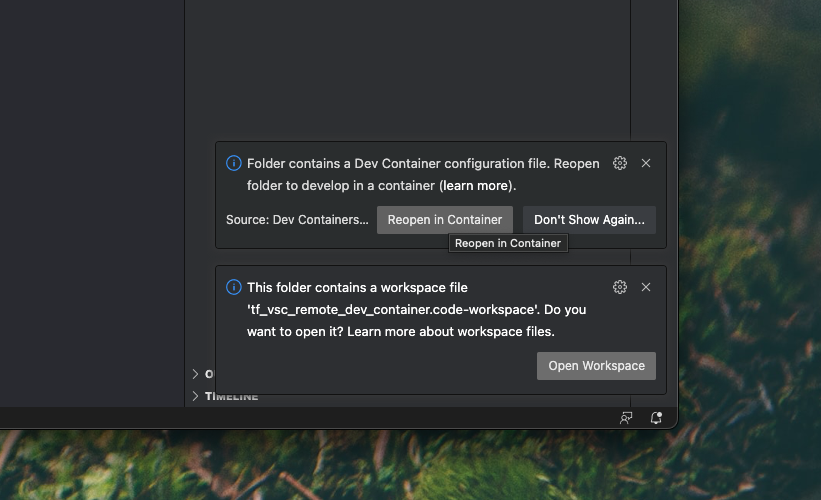 Folder contains a Dev Container configuration file. Reopen
folder to develop in a container (learn more).
Source: Dev Containers... Reopen in Container Don't Show Again...
Reopen in Container
This folder contains a workspace file
'tf_vsc_remote_dev_container.code-workspace'. Do you
want to open it? Learn more about workspace files.
Open Workspace
TIMELINE